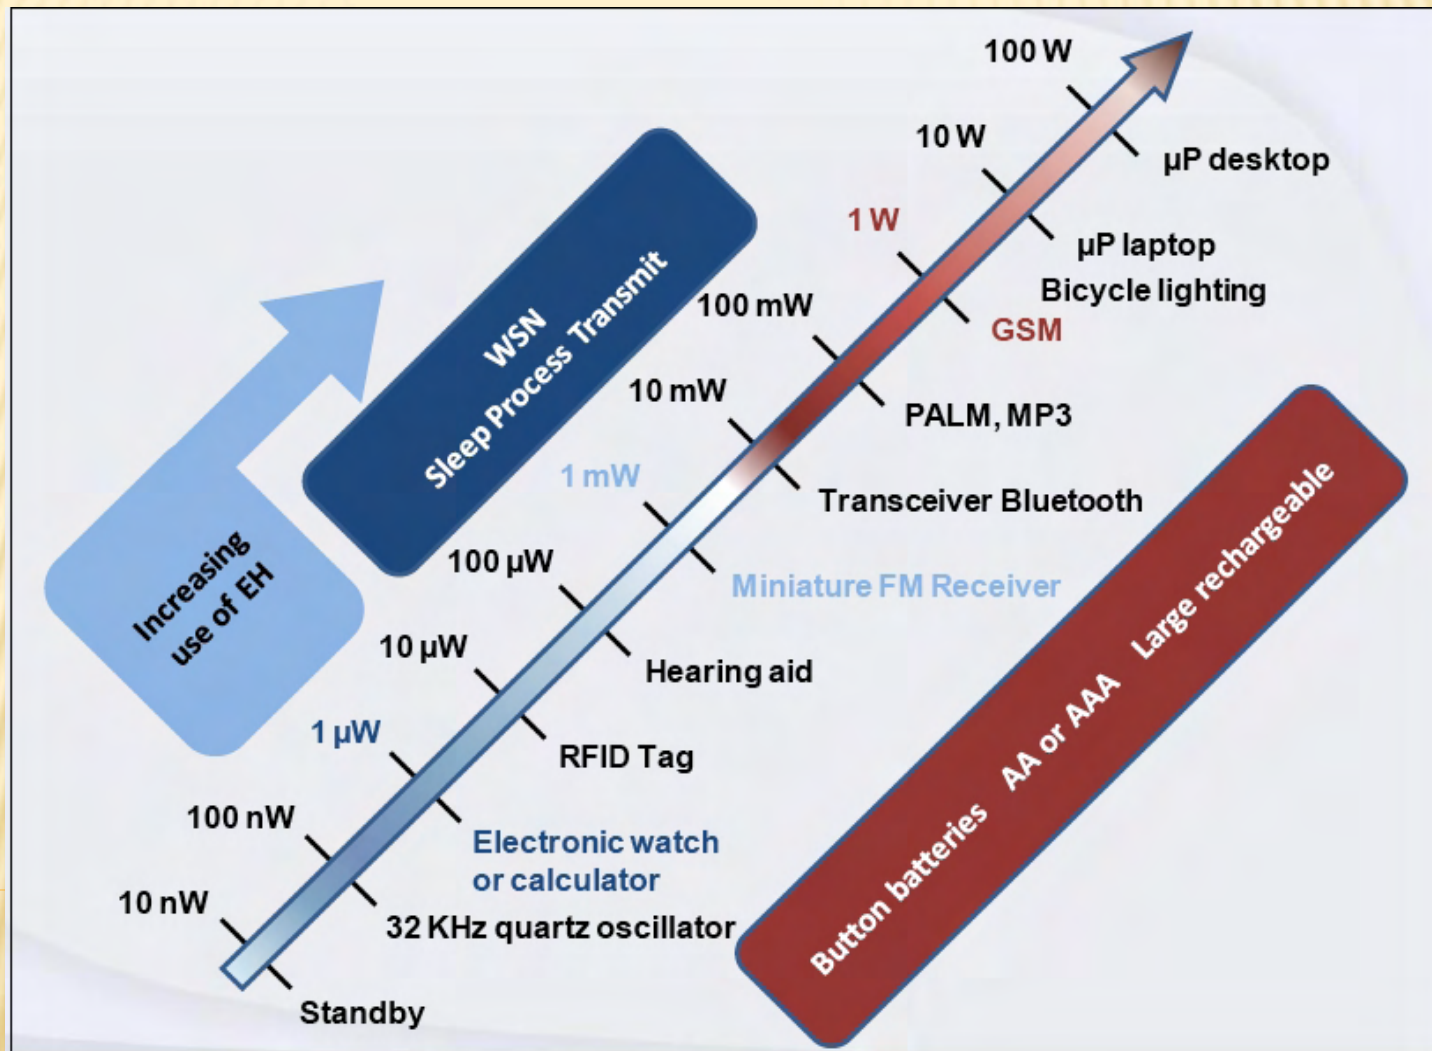 100 W
10 W
1 W
100 mW
10 mW
1 mW
100 µW
10 µW
1 µW
100 nW
10 nW
µP desktop
µP laptop
Bicycle lighting
GSM
PALM, MP3
Transceiver Bluetooth
Miniature FM Receiver
Hearing aid
RFID Tag
Electronic watch
or calculator
32 KHz quartz oscillator
Standby
WSN
Sleep Process Transmit
Increasing
use of EH
Button batteries AA or AAA Large rechargeable